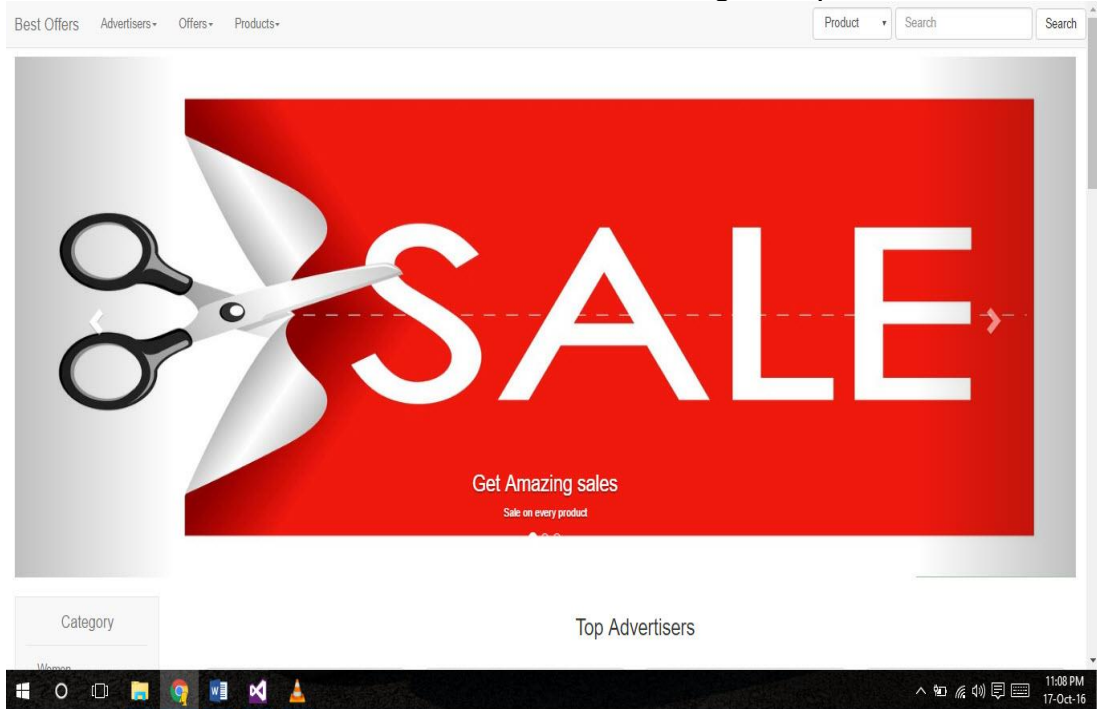 Best Offers Advertisers Offers Products Product Search Search
SALE
Get Amazing sales
Sale on every product
Category
Top Advertisers
Women
11:08 PM
17-Oct-16